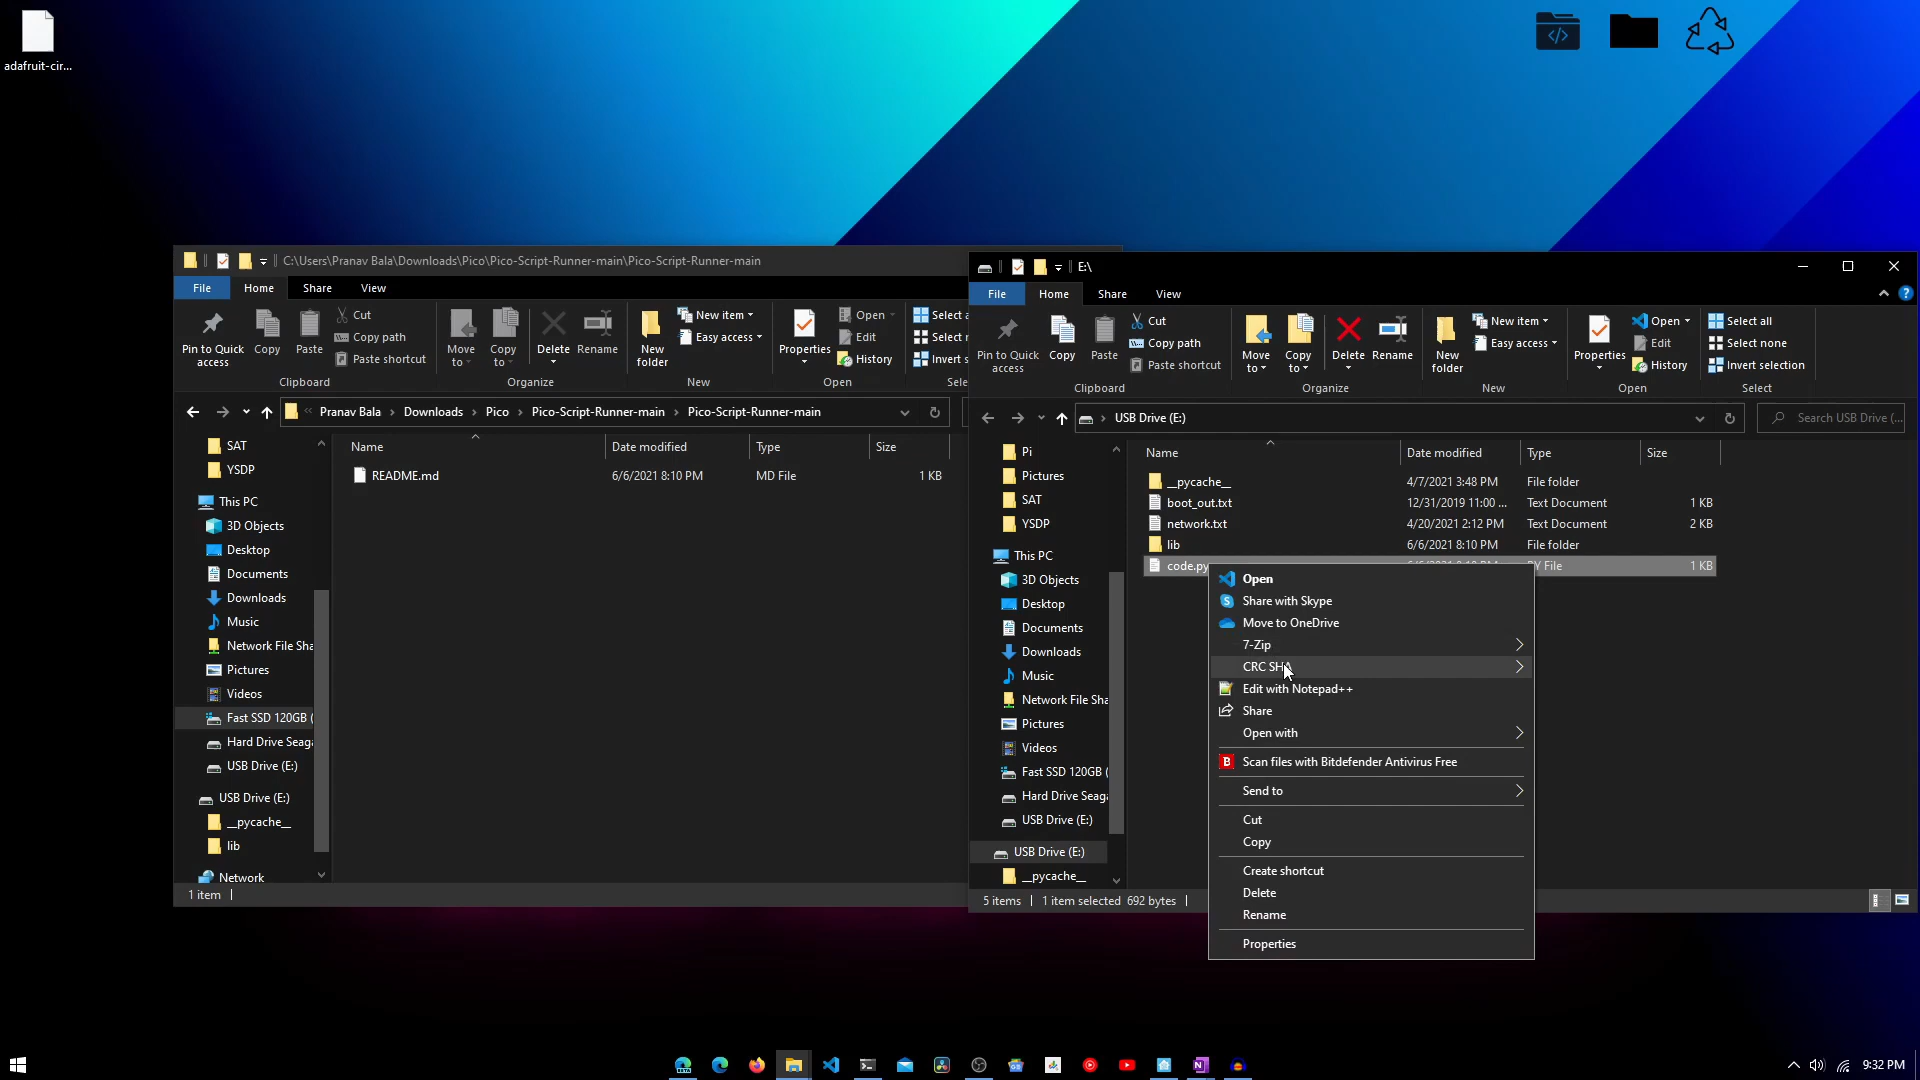 adafruit-cir...
C:\Users\Pranav Bala\Downloads\Pico\Pico-Script-Runner-main\Pico-Script-Runner-main
File
Home
Share
View
Pin to Quick access
Copy
Paste
Cut
Copy path
Paste shortcut
Clipboard
Move to
Copy to
Delete
Rename
Organize
New folder
New item
Easy access
New
Properties
Open
Edit
History
Open
Select a
Select r
Invert s
Sele
Pranav Bala
Downloads
Pico
Pico-Script-Runner-main
Pico-Script-Runner-main
SAT
YSDP
This PC
3D Objects
Desktop
Documents
Downloads
Music
Network File Sha
Pictures
Videos
Fast SSD 120GB (
Hard Drive Seaga
USB Drive (E:)
USB Drive (E:)
__pycache__
lib
Network
Name
Date modified
Type
Size
README.md
6/6/2021 8:10 PM
MD File
1 KB
1 item
E:\
File
Home
Share
View
Pin to Quick access
Copy
Paste
Cut
Copy path
Paste shortcut
Clipboard
Move to
Copy to
Delete
Rename
Organize
New folder
New item
Easy access
New
Properties
Open
Edit
History
Open
Select all
Select none
Invert selection
Select
USB Drive (E:)
Search USB Drive (...
Pi
Pictures
SAT
YSDP
This PC
3D Objects
Desktop
Documents
Downloads
Music
Network File Sha
Pictures
Videos
Fast SSD 120GB (
Hard Drive Seaga
USB Drive (E:)
USB Drive (E:)
__pycache__
Name
Date modified
Type
Size
__pycache__
4/7/2021 3:48 PM
File folder
boot_out.txt
12/31/2019 11:00 ...
Text Document
1 KB
network.txt
4/20/2021 2:12 PM
Text Document
2 KB
lib
6/6/2021 8:10 PM
File folder
code.py
PY File
1 KB
Open
Share with Skype
Move to OneDrive
7-Zip
CRC SHA
Edit with Notepad++
Share
Open with
Scan files with Bitdefender Antivirus Free
Send to
Cut
Copy
Create shortcut
Delete
Rename
Properties
5 items
1 item selected 692 bytes
9:32 PM